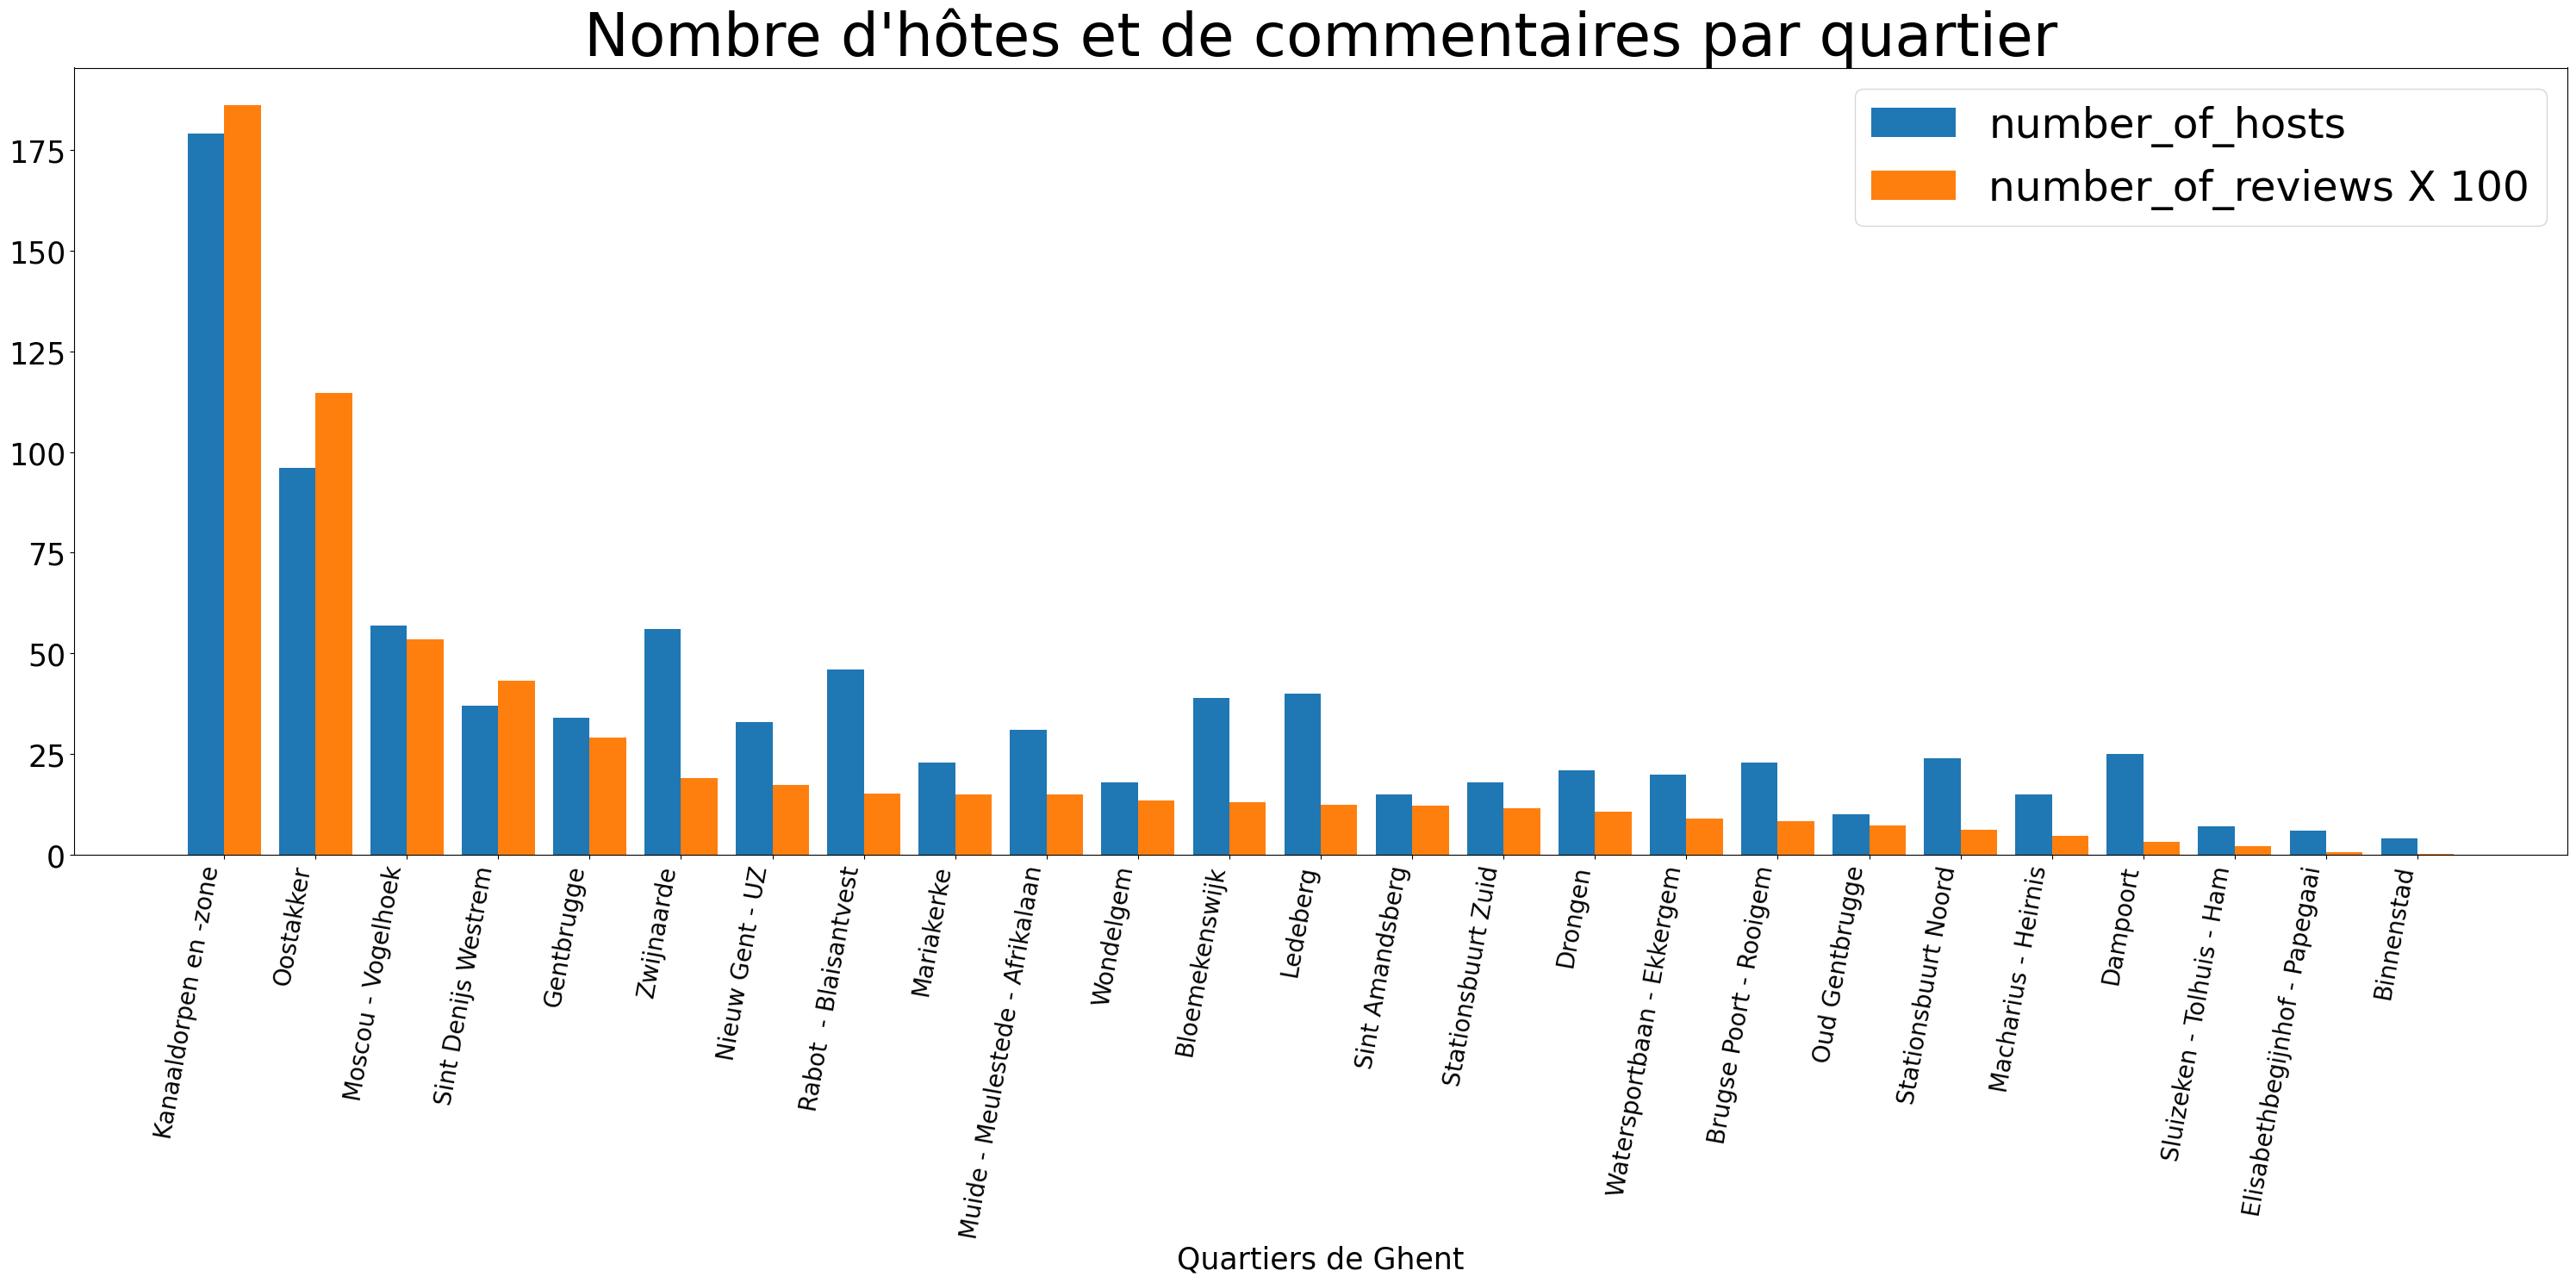 Nombre d'hôtes et de commentaires par quartier
number_of_hosts
number_of_reviews X 100
175
150
125
100
75
50
25
0
Kanaaldorpen en -zone
Oostakker
Moscou - Vogelhoek
Sint Denijs Westrem
Gentbrugge
Zwijnaarde
Nieuw Gent - UZ
Rabot - Blaisantvest
Mariakerke
Muide - Meulestede - Afrikalaan
Wondelgem
Bloemekenswijk
Ledeberg
Sint Amandsberg
Stationsbuurt Zuid
Drongen
Watersportbaan - Ekkergem
Brugse Poort - Rooigem
Oud Gentbrugge
Stationsbuurt Noord
Macharius - Heirnis
Dampoort
Sluizeken - Tolhuis - Ham
Elisabethbegijnhof - Papegaai
Binnenstad
Quartiers de Ghent